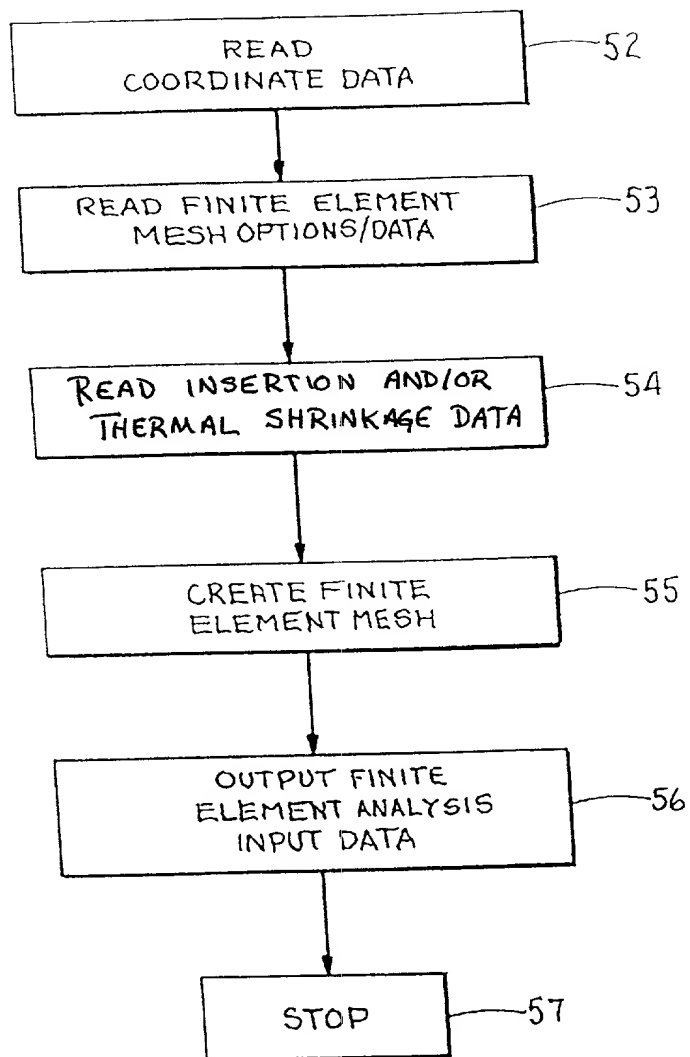 READ
COORDINATE DATA
52
READ FINITE ELEMENT
MESH OPTIONS/DATA
53
READ INSERTION AND/OR
THERMAL SHRINKAGE DATA
54
CREATE FINITE
ELEMENT MESH
55
OUTPUT FINITE
ELEMENT ANALYSIS
INPUT DATA
56
STOP
57